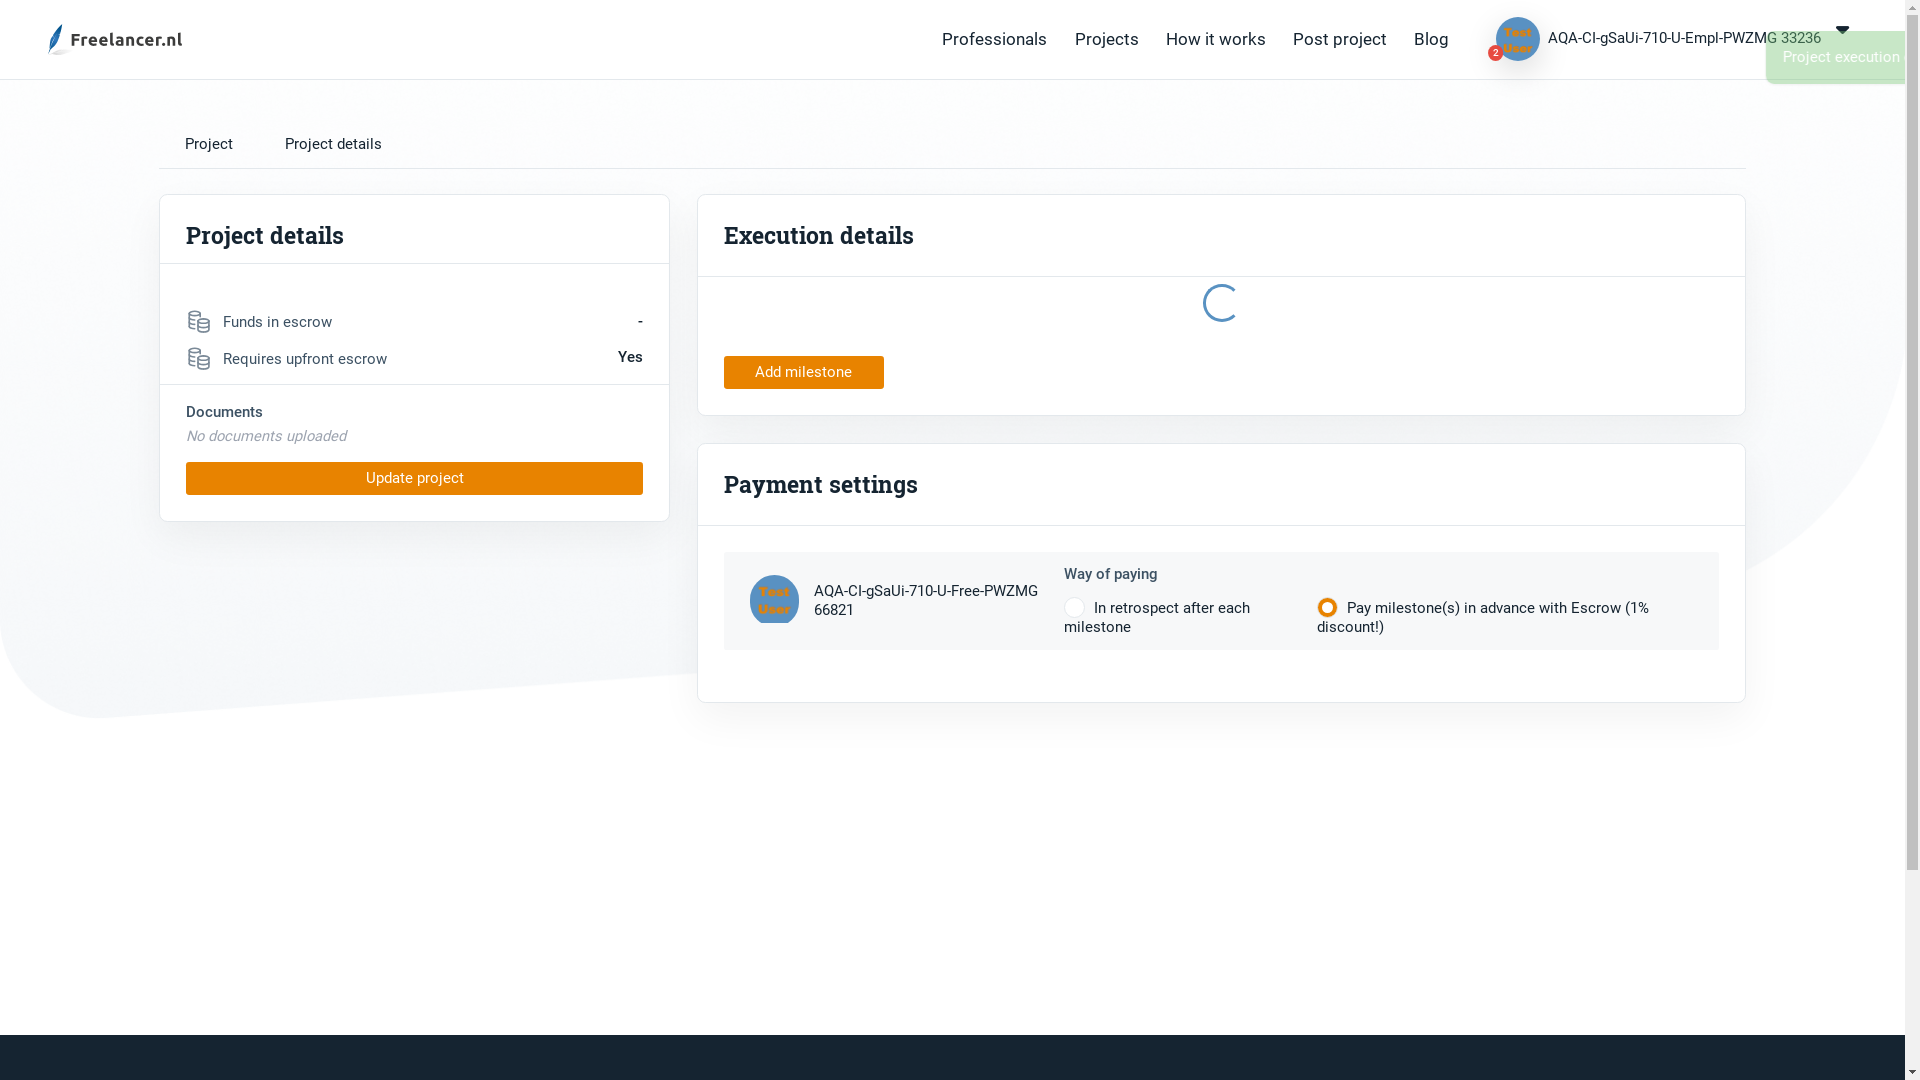 Freelancer.nl
Professionals
Projects
How it works
Post project
Blog
Test
User
2
AQA-CI-gSaUi-710-U-Empl-PWZMG 33236
Project execution
Project
Project details
Project details
Funds in escrow
-
Requires upfront escrow
Yes
Documents
No documents uploaded
Update project
Execution details
Add milestone
Payment settings
Test
User
AQA-CI-gSaUi-710-U-Free-PWZMG
66821
Way of paying
In retrospect after each
milestone
Pay milestone(s) in advance with Escrow (1%
discount!)